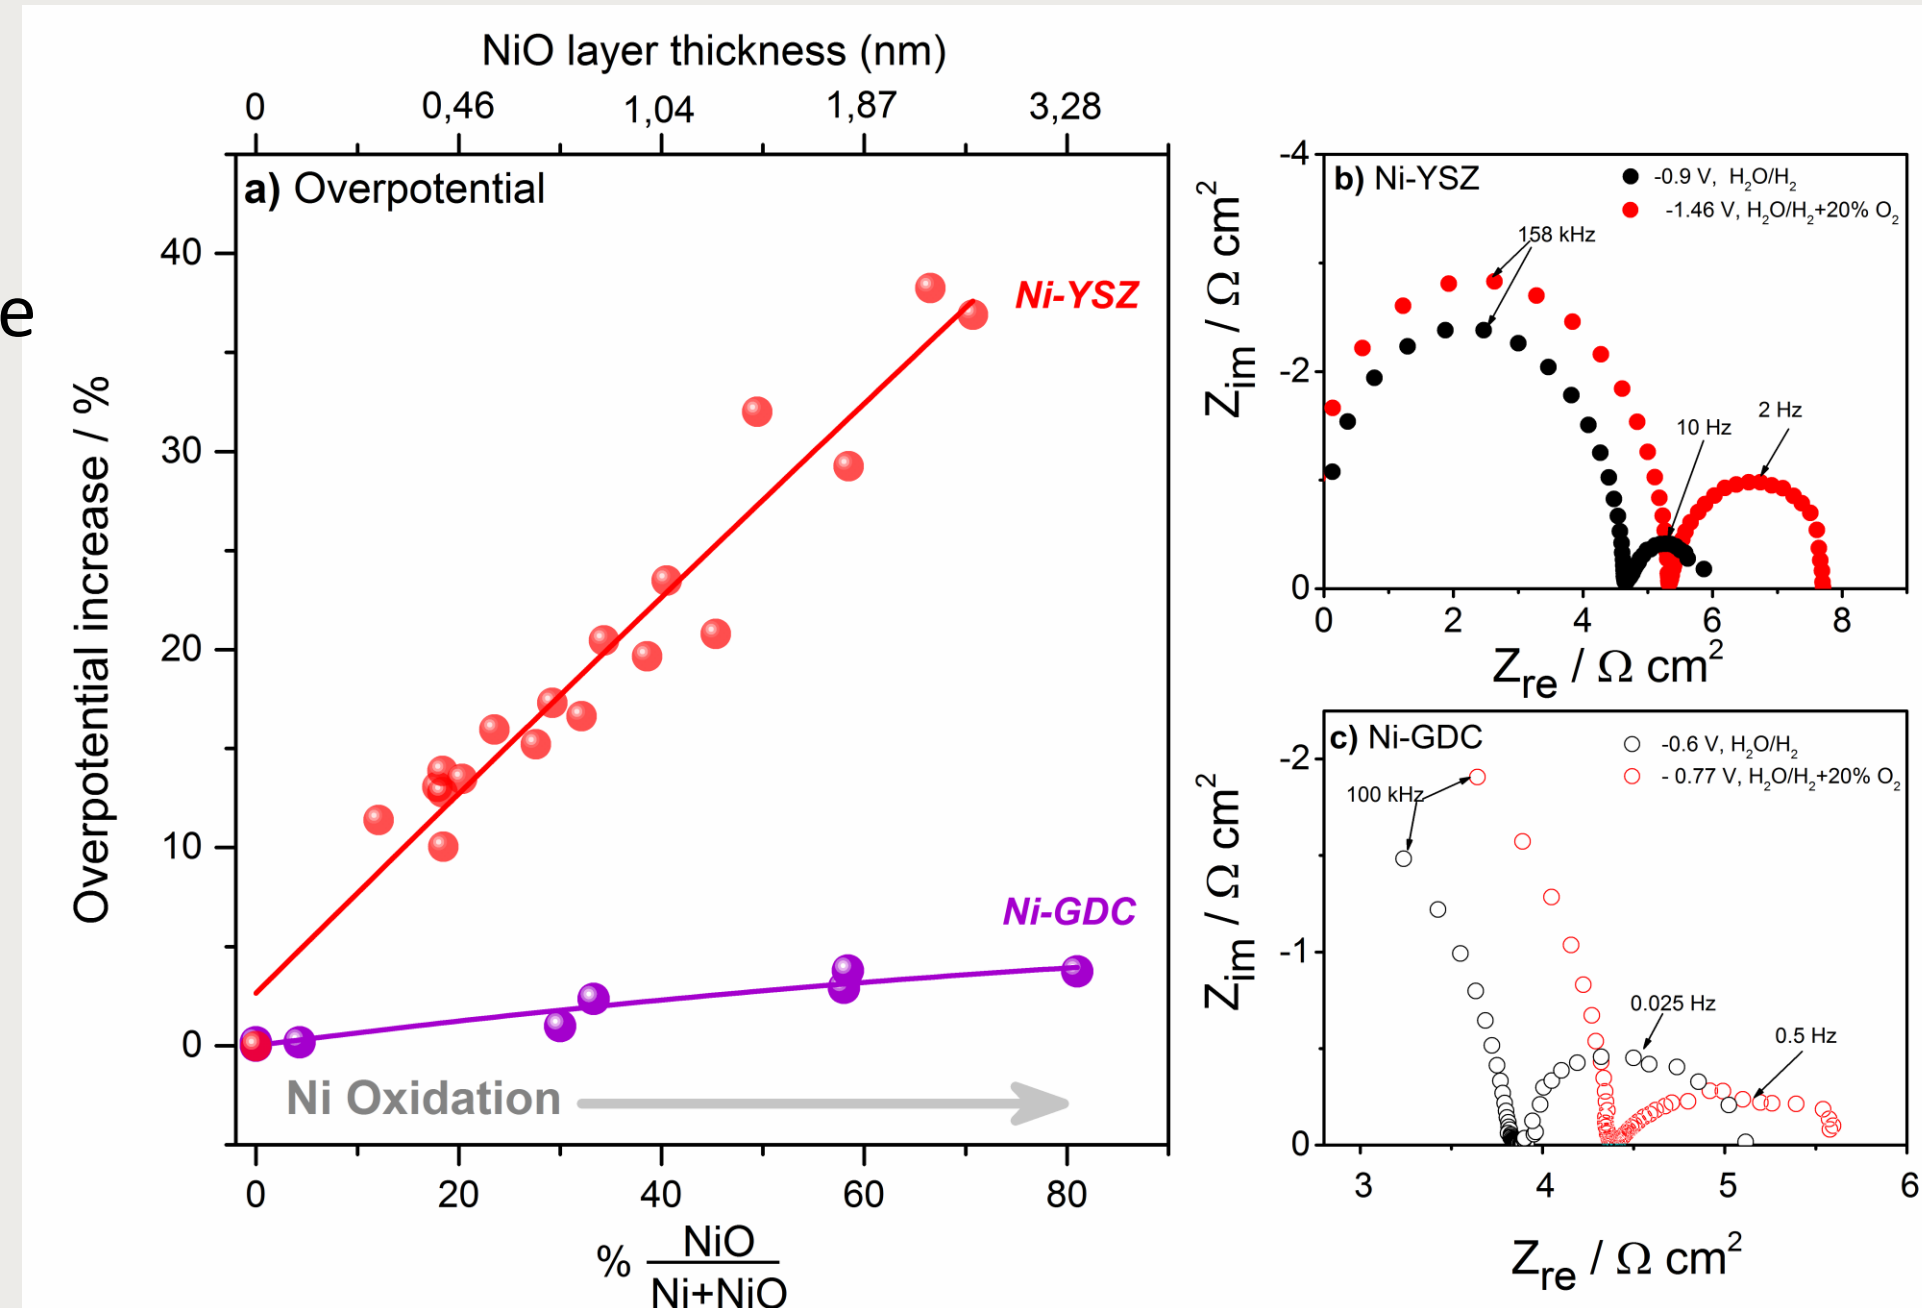 e
NiO layer thickness (nm)
0 0,46 1,04 1,87 3,28
a) Overpotential
Overpotential increase / %
40
30
20
10
0
Ni-YSZ
Ni-GDC
Ni Oxidation
0 20 40 60 80
% NiO
Ni+NiO
b) Ni-YSZ
-0.9 V, H2O/H2
-1.46 V, H2O/H2+20% O2
158 kHz
10 Hz
2 Hz
Zim / Ω cm2
-4
-2
0
0 2 4 6 8
Zre / Ω cm2
c) Ni-GDC
-0.6 V, H2O/H2
- 0.77 V, H2O/H2+20% O2
100 kHz
0.025 Hz
0.5 Hz
Zim / Ω cm2
-2
-1
0
3 4 5 6
Zre / Ω cm2